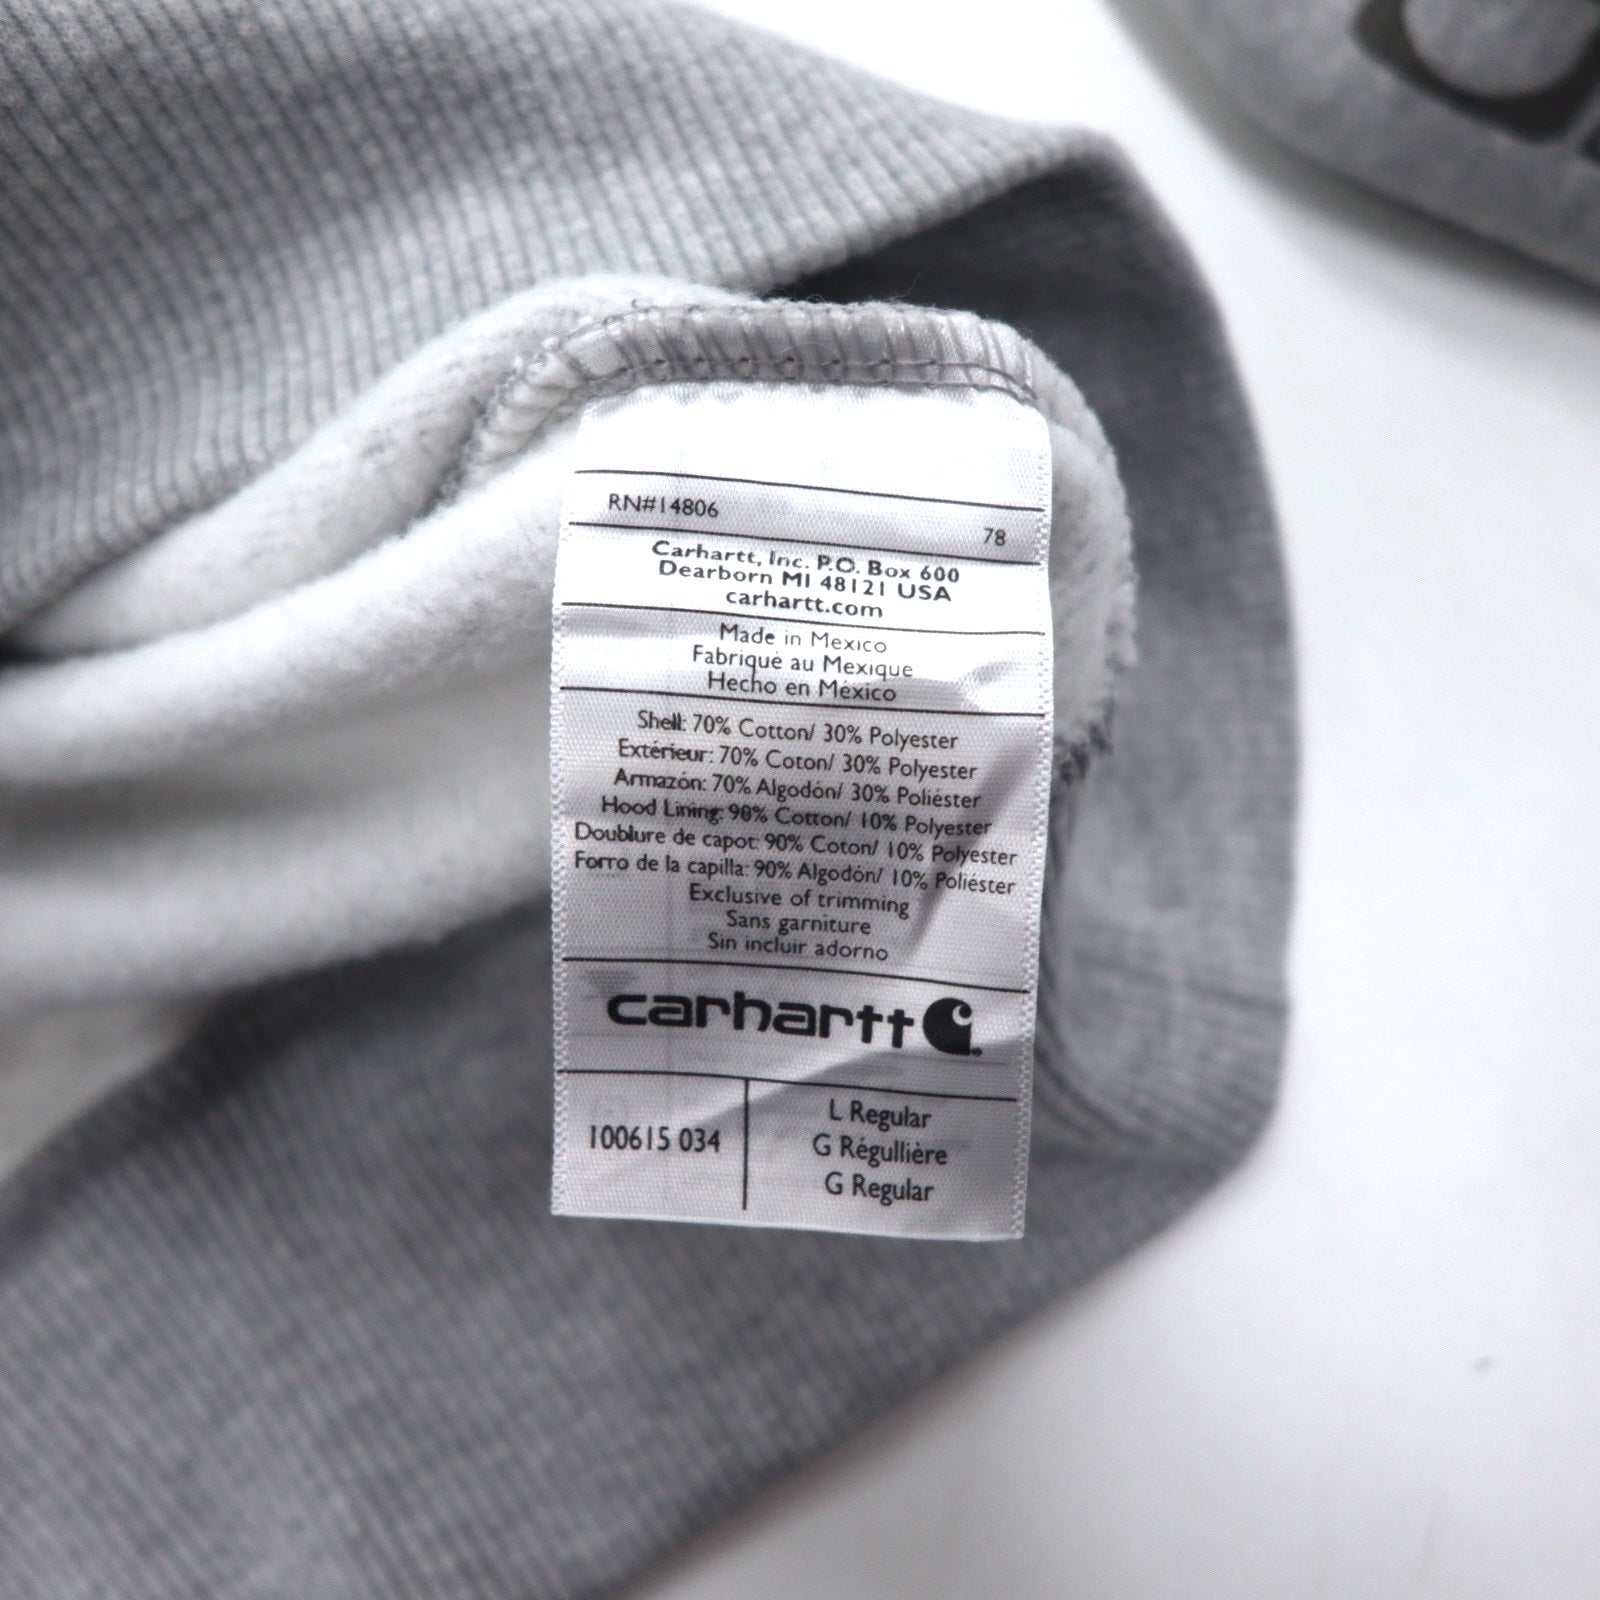 RN#14806
78
Carhartt, Inc. P.O. Box 600
Dearborn MI 48121 USA
carhartt.com
Made in Mexico
Fabriqué au Mexique
Hecho en México
Shell: 70% Cotton/ 30% Polyester
Extérieur: 70% Coton/ 30% Polyester
Armazón: 70% Algodón/ 30% Poliéster
Hood Lining: 90% Cotton/ 10% Polyester
Doublure de capot: 90% Coton/ 10% Polyester
Forro de la capilla: 90% Algodón/ 10% Poliéster
Exclusive of trimming
Sans garniture
Sin incluir adorno
carhartt
100615 034
L Regular
G Régullière
G Regular